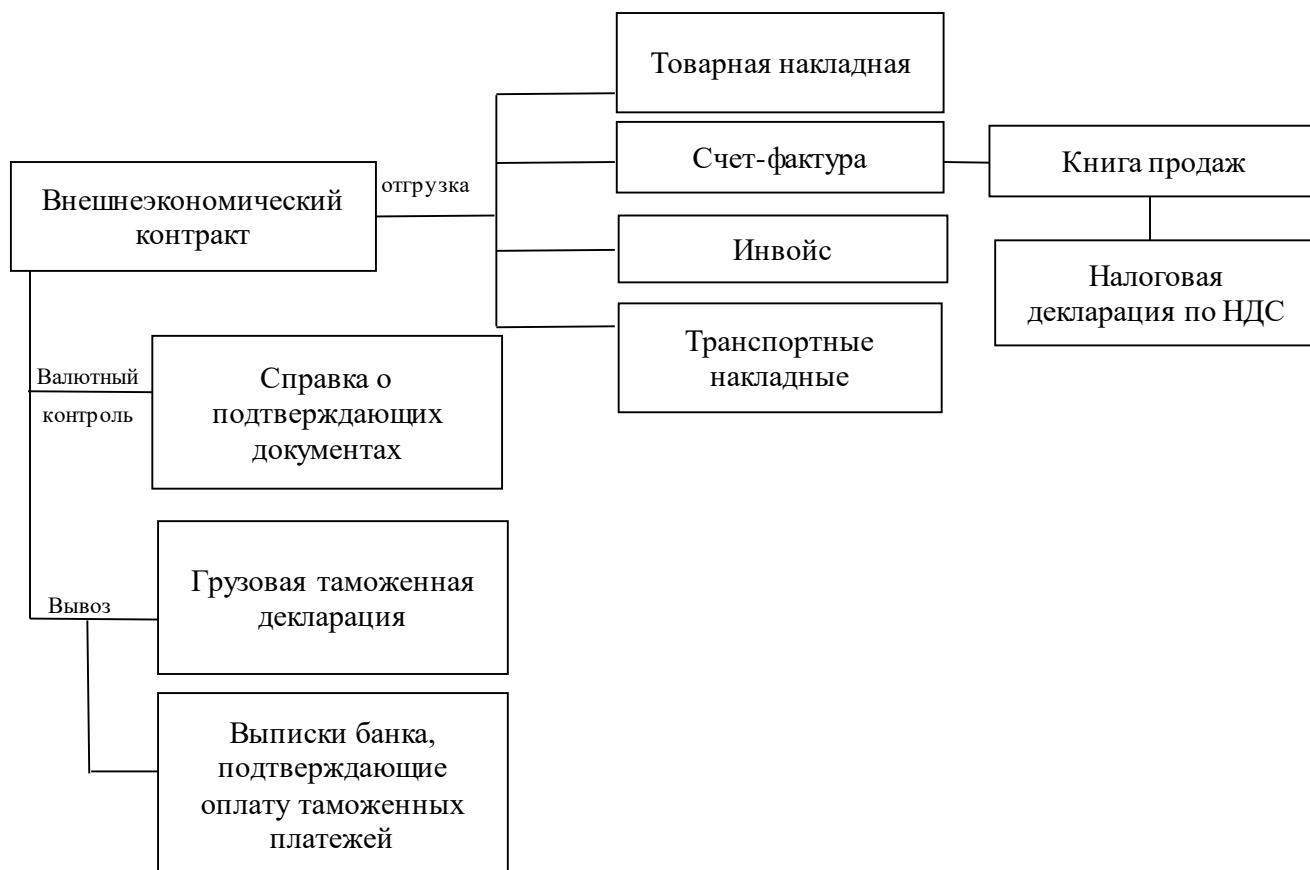 Товарная накладная
Счет-фактура
Книга продаж
Внешнеэкономический
контракт
отгрузка
Инвойс
Налоговая
декларация по НДС
Транспортные
накладные
Валютный
контроль
Справка о
подтверждающих
документах
Вывоз
Грузовая таможенная
декларация
Выписки банка,
подтверждающие
оплату таможенных
платежей